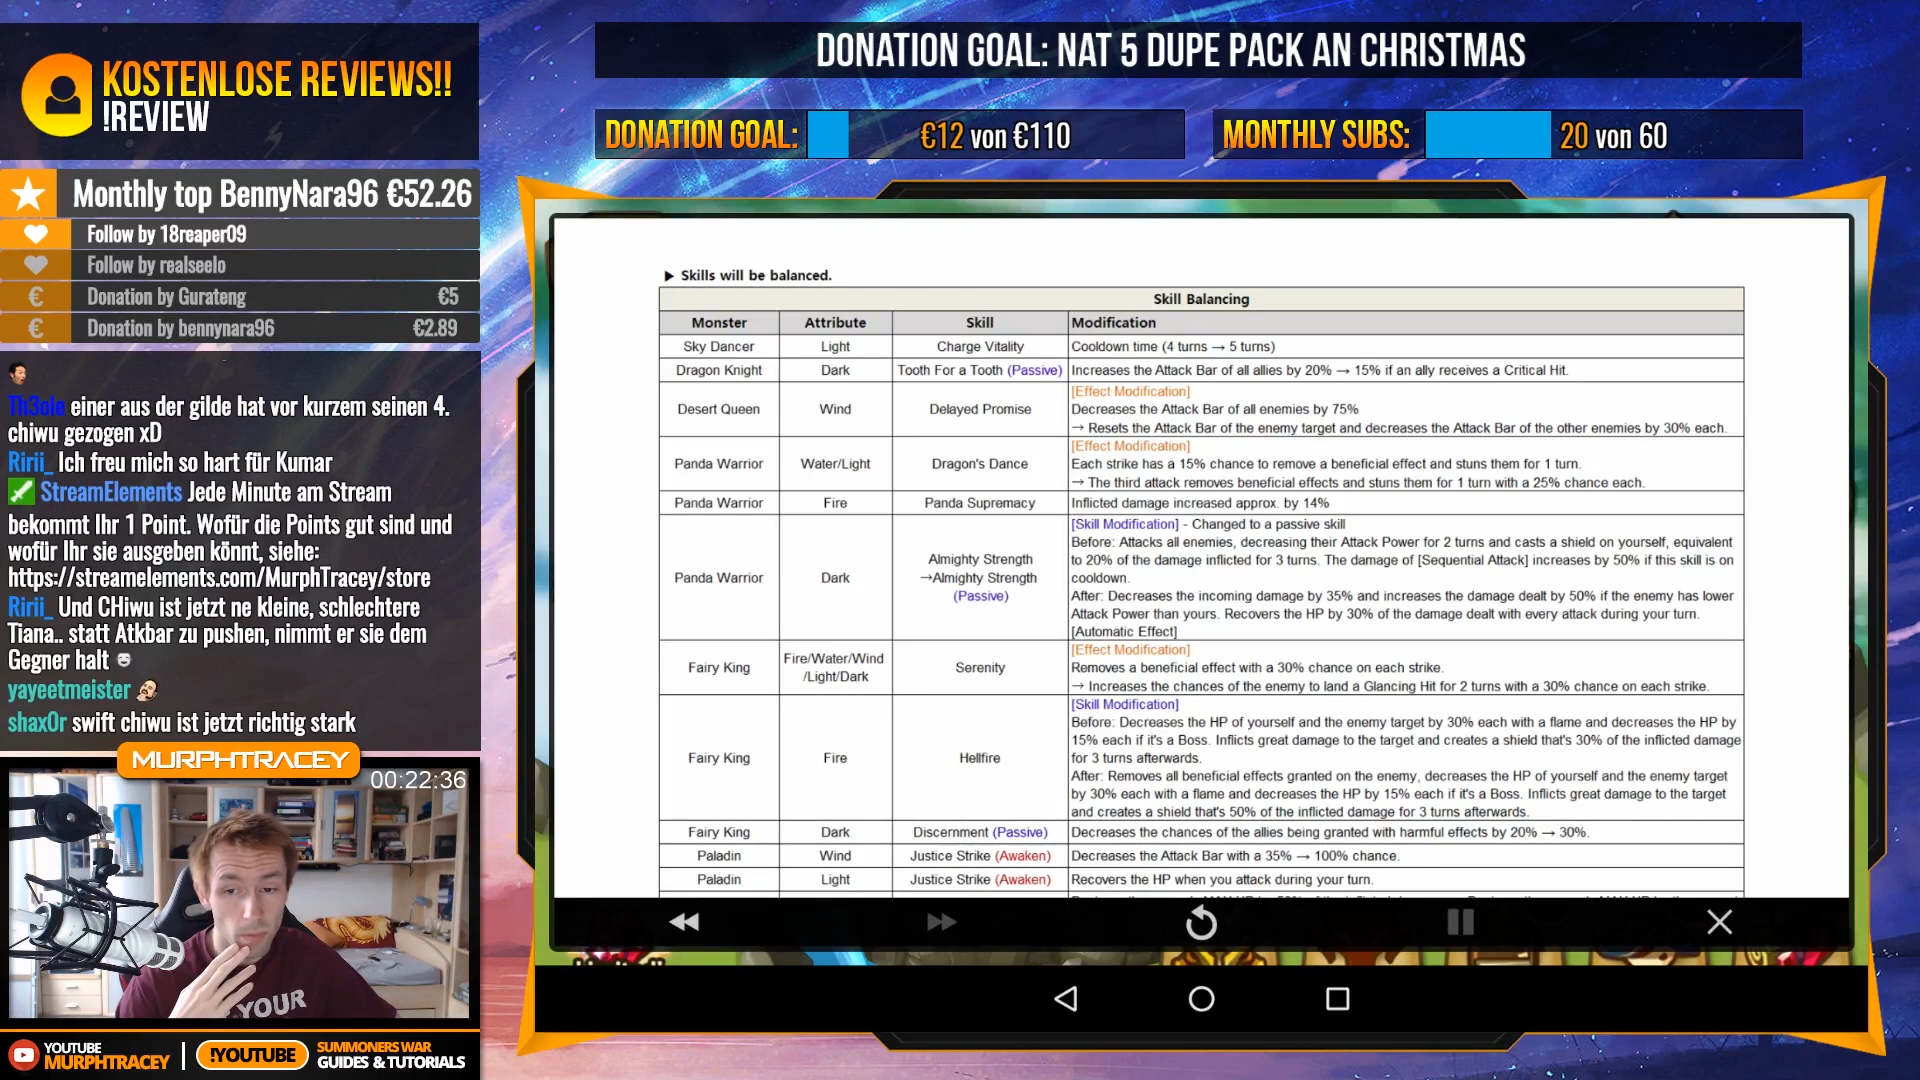 KOSTENLOSE REVIEWS!!
!REVIEW
Monthly top BennyNara96 €52.26
Follow by 18reaper09
Follow by realseelo
€ Donation by Gurateng €5
€ Donation by bennynara96 €2.89
Th3ole einer aus der gilde hat vor kurzem seinen 4.
chiwu gezogen xD
Ririi_ Ich freu mich so hart für Kumar
StreamElements Jede Minute am Stream
bekommt Ihr 1 Point. Wofür die Points gut sind und
wofür Ihr sie ausgeben könnt, siehe:
https://streamelements.com/MurphTracey/store
Ririi_ Und CHiwu ist jetzt ne kleine, schlechtere
Tiana.. statt Atkbar zu pushen, nimmt er sie dem
Gegner halt
yayeetmeister
shax0r swift chiwu ist jetzt richtig stark
MURPHTRACEY
00:22:36
YOUR
YOUTUBE
MURPHTRACEY
!YOUTUBE
SUMMONERS WAR
GUIDES & TUTORIALS
DONATION GOAL: NAT 5 DUPE PACK AN CHRISTMAS
DONATION GOAL: €12 von €110
MONTHLY SUBS: 20 von 60
▶ Skills will be balanced.
Skill Balancing
Monster Attribute Skill Modification
Sky Dancer Light Charge Vitality Cooldown time (4 turns → 5 turns)
Dragon Knight Dark Tooth For a Tooth (Passive) Increases the Attack Bar of all allies by 20% → 15% if an ally receives a Critical Hit.
Desert Queen Wind Delayed Promise
[Effect Modification]
Decreases the Attack Bar of all enemies by 75%
→ Resets the Attack Bar of the enemy target and decreases the Attack Bar of the other enemies by 30% each.
Panda Warrior Water/Light Dragon's Dance
[Effect Modification]
Each strike has a 15% chance to remove a beneficial effect and stuns them for 1 turn.
→ The third attack removes beneficial effects and stuns them for 1 turn with a 25% chance each.
Panda Warrior Fire Panda Supremacy Inflicted damage increased approx. by 14%
Panda Warrior Dark
Almighty Strength
→Almighty Strength
(Passive)
[Skill Modification] - Changed to a passive skill
Before: Attacks all enemies, decreasing their Attack Power for 2 turns and casts a shield on yourself, equivalent
to 20% of the damage inflicted for 3 turns. The damage of [Sequential Attack] increases by 50% if this skill is on
cooldown.
After: Decreases the incoming damage by 35% and increases the damage dealt by 50% if the enemy has lower
Attack Power than yours. Recovers the HP by 30% of the damage dealt with every attack during your turn.
[Automatic Effect]
Fairy King
Fire/Water/Wind
/Light/Dark
Serenity
[Effect Modification]
Removes a beneficial effect with a 30% chance on each strike.
→ Increases the chances of the enemy to land a Glancing Hit for 2 turns with a 30% chance on each strike.
Fairy King Fire Hellfire
[Skill Modification]
Before: Decreases the HP of yourself and the enemy target by 30% each with a flame and decreases the HP by
15% each if it's a Boss. Inflicts great damage to the target and creates a shield that's 30% of the inflicted damage
for 3 turns afterwards.
After: Removes all beneficial effects granted on the enemy, decreases the HP of yourself and the enemy target
by 30% each with a flame and decreases the HP by 15% each if it's a Boss. Inflicts great damage to the target
and creates a shield that's 50% of the inflicted damage for 3 turns afterwards.
Fairy King Dark Discernment (Passive) Decreases the chances of the allies being granted with harmful effects by 20% → 30%.
Paladin Wind Justice Strike (Awaken) Decreases the Attack Bar with a 35% → 100% chance.
Paladin Light Justice Strike (Awaken) Recovers the HP when you attack during your turn.